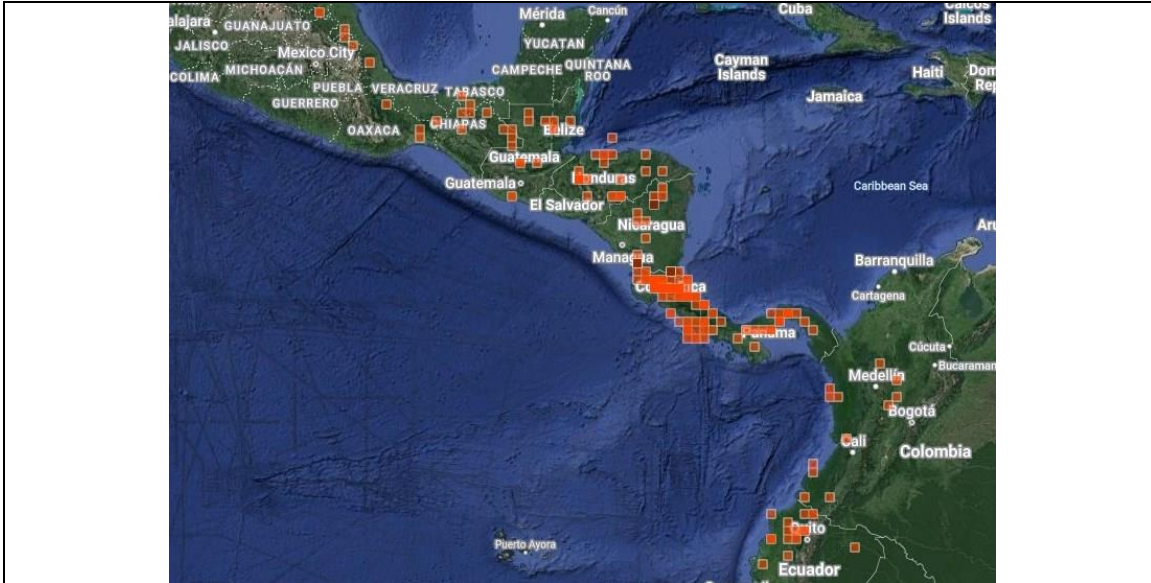 Mérida
Cancún
Cuba
Islands
alajara
GUANAJUATO
JALISCO
Mexico City
YUCATAN
COLIMA
MICHOACÁN
CAMPECHE
QUINTANA
ROO
Cayman
Islands
Haiti
Dom
Rep
PUEBLA
VERACRUZ
TABASCO
Jamaica
GUERRERO
OAXACA
CHIAPAS
Belize
Guatemala
Honduras
Guatemala
El Salvador
Caribbean Sea
Nicaragua
Managua
Barranquilla
Aru
Cartagena
Panama
Cúcuta
Bucaraman
Medellín
Bogotá
Cali
Colombia
Quito
Puerto Ayora
Ecuador